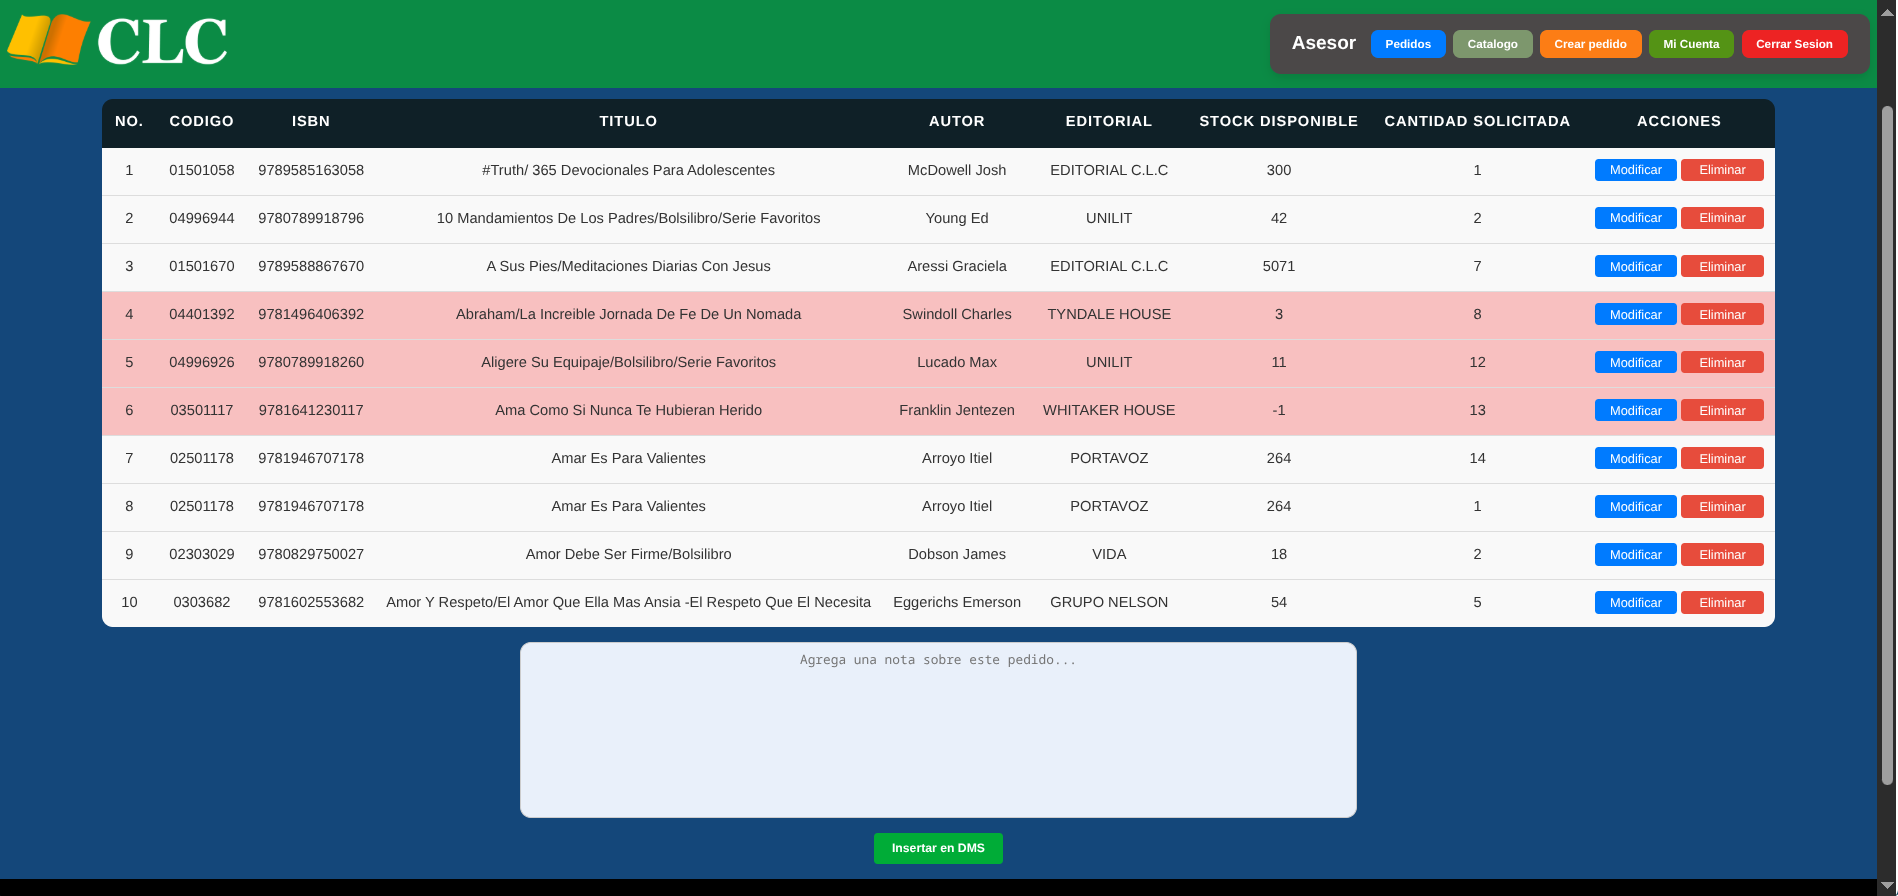 CLC
Asesor Pedidos Catalogo Crear pedido Mi Cuenta Cerrar Sesion
NO. CODIGO ISBN TITULO AUTOR EDITORIAL STOCK DISPONIBLE CANTIDAD SOLICITADA ACCIONES
1 01501058 9789585163058 #Truth/ 365 Devocionales Para Adolescentes McDowell Josh EDITORIAL C.L.C 300 1 Modificar Eliminar
2 04996944 9780789918796 10 Mandamientos De Los Padres/Bolsilibro/Serie Favoritos Young Ed UNILIT 42 2 Modificar Eliminar
3 01501670 9789588867670 A Sus Pies/Meditaciones Diarias Con Jesus Aressi Graciela EDITORIAL C.L.C 5071 7 Modificar Eliminar
4 04401392 9781496406392 Abraham/La Increible Jornada De Fe De Un Nomada Swindoll Charles TYNDALE HOUSE 3 8 Modificar Eliminar
5 04996926 9780789918260 Aligere Su Equipaje/Bolsilibro/Serie Favoritos Lucado Max UNILIT 11 12 Modificar Eliminar
6 03501117 9781641230117 Ama Como Si Nunca Te Hubieran Herido Franklin Jentezen WHITAKER HOUSE -1 13 Modificar Eliminar
7 02501178 9781946707178 Amar Es Para Valientes Arroyo Itiel PORTAVOZ 264 14 Modificar Eliminar
8 02501178 9781946707178 Amar Es Para Valientes Arroyo Itiel PORTAVOZ 264 1 Modificar Eliminar
9 02303029 9780829750027 Amor Debe Ser Firme/Bolsilibro Dobson James VIDA 18 2 Modificar Eliminar
10 0303682 9781602553682 Amor Y Respeto/El Amor Que Ella Mas Ansia -El Respeto Que El Necesita Eggerichs Emerson GRUPO NELSON 54 5 Modificar Eliminar
Agrega una nota sobre este pedido...
Insertar en DMS